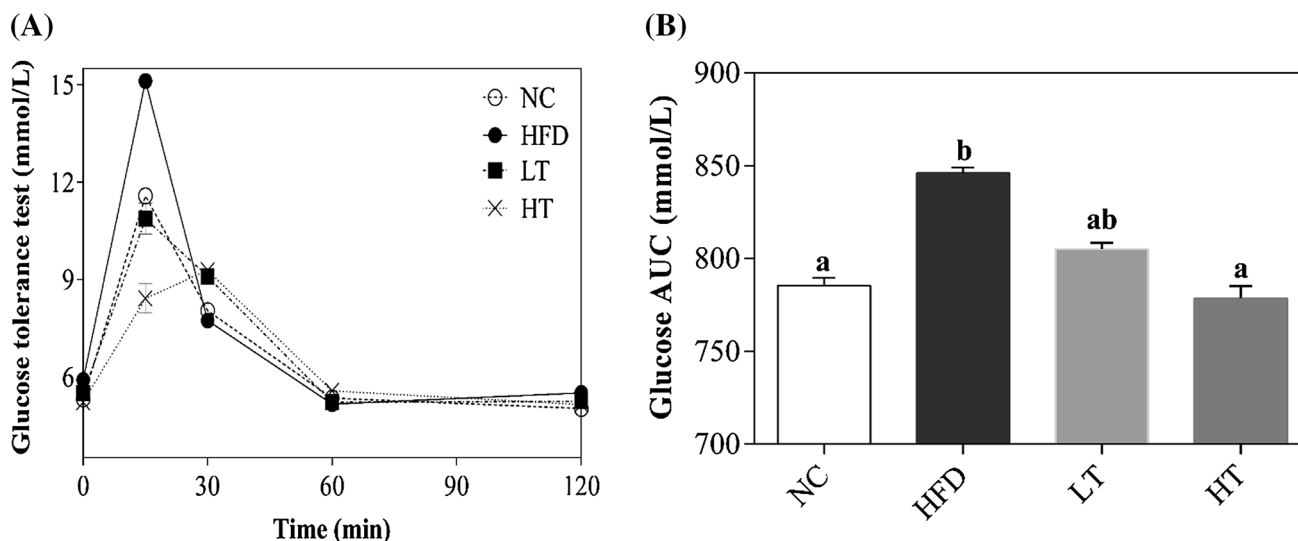 (A)
Glucose tolerance test (mmol/L)
15
12
9
6
0
30
60
90
120
Time (min)
NC
HFD
LT
HT
(B)
Glucose AUC (mmol/L)
900
850
800
750
700
a
b
ab
a
NC
HFD
LT
HT